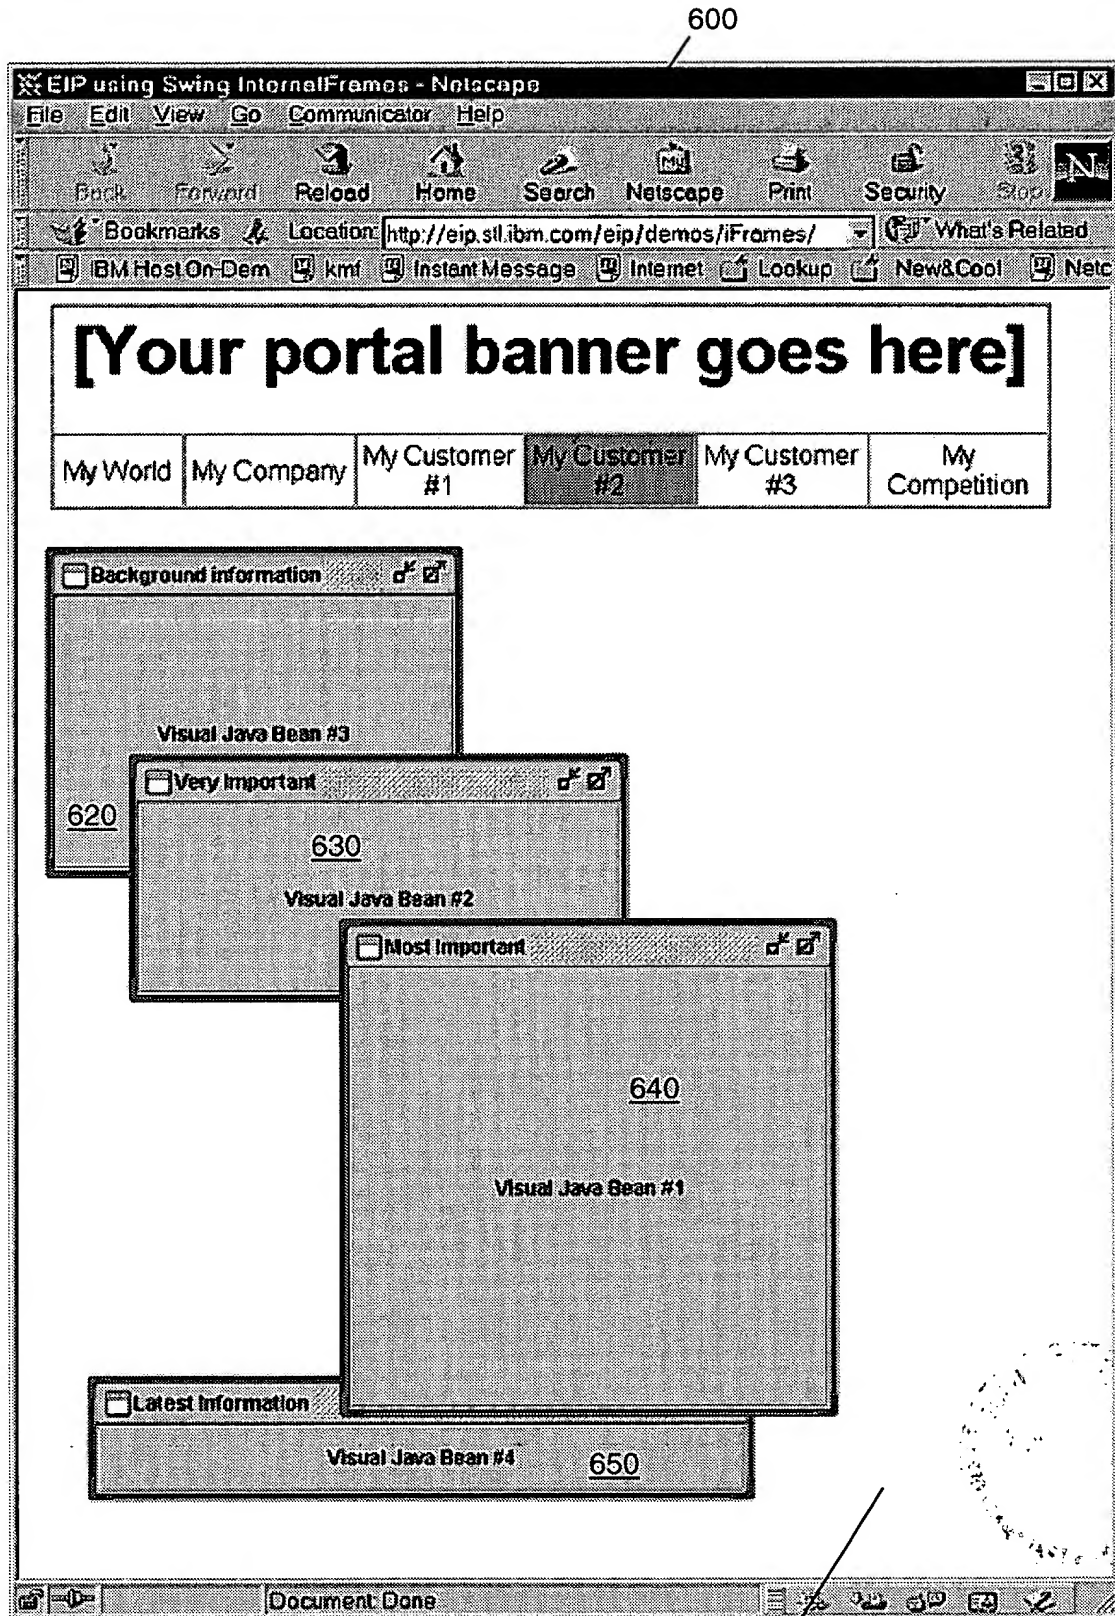 600
EIP using Swing InternalFrames - Netscape
File Edit View Go Communicator Help
Back Forward Reload Home Search Netscape Print Security Stop
Bookmarks Location: http://eip.stl.ibm.com/eip/demos/iFrames/ What's Related
IBM Host On-Dem kmf Instant Message Internet Lookup New&Cool Netc
[Your portal banner goes here]
My World My Company My Customer #1 My Customer #2 My Customer #3 My Competition
Background information
Visual Java Bean #3
620
Very Important
630
Visual Java Bean #2
Most Important
640
Visual Java Bean #1
Latest Information
Visual Java Bean #4
650
Document: Done